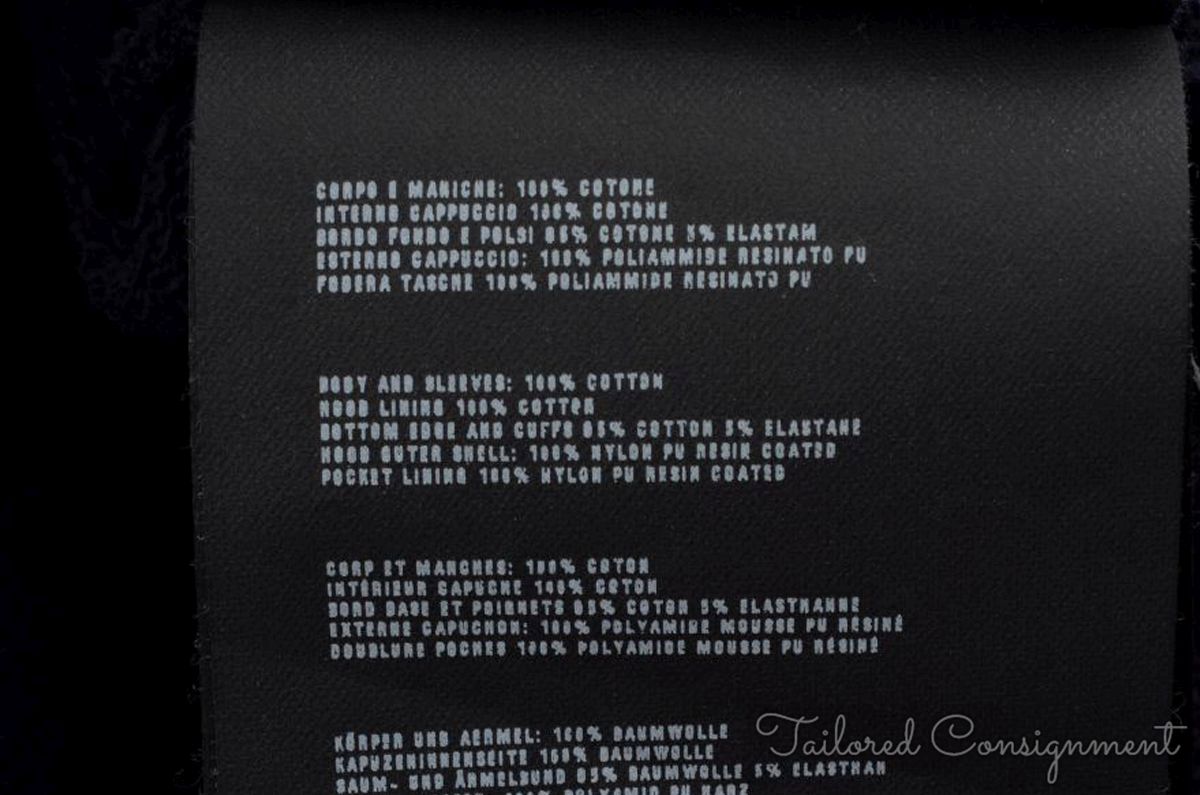 CORPO E MANICHE: 100% COTONE
INTERNO CAPPUCCIO 100% COTONE
BORDO FONDO E POLSI 95% COTONE 5% ELASTAM
ESTERNO CAPPUCCIO: 100% POLIAMMIDE RESINATO PU
FODERA TASCHE 100% POLIAMMIDE RESINATO PU
BODY AND SLEEVES: 100% COTTON
HOOD LINING 100% COTTON
BOTTOM EDGE AND CUFFS 95% COTTON 5% ELASTANE
HOOD OUTER SHELL: 100% NYLON PU RESIN COATED
POCKET LINING 100% NYLON PU RESIN COATED
CORP ET MANCHES: 100% COTON
INTÉRIEUR CAPUCHE 100% COTON
BORD BASE ET POIGNETS 95% COTON 5% ELASTHANNE
EXTERNE CAPUCHON: 100% POLYAMIDE MOUSSE PU RÉSINÉ
DOUBLURE POCHES 100% POLYAMIDE MOUSSE PU RÉSINÉ
KÖRPER UND AERMEL: 100% BAUMWOLLE
KAPUZENINNENSEITE 100% BAUMWOLLE
SAUM- UND ÄRMELBUND 95% BAUMWOLLE 5% ELASTHAN
100% POLYAMID PU HARZ
Tailored Consignment